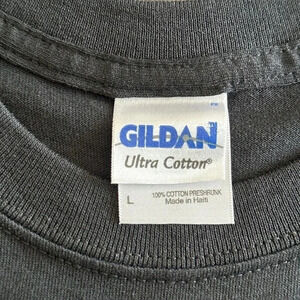 GILDAN
Ultra Cotton®
100% COTTON PRESHRUNK
L
Made in Haiti